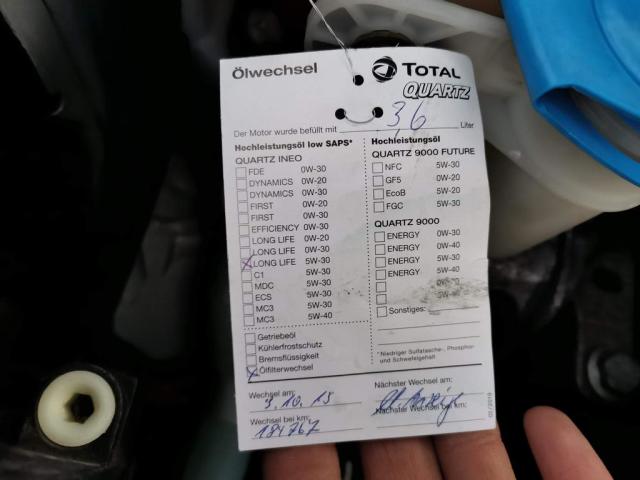 Ölwechsel
TOTAL
QUARTZ
Der Motor wurde befüllt mit 3,6 Liter
Hochleistungsöl low SAPS*
QUARTZ INEO
FDE 0W-30
DYNAMICS 0W-20
DYNAMICS 0W-30
FIRST 0W-20
FIRST 0W-30
EFFICIENCY 0W-30
LONG LIFE 0W-20
LONG LIFE 0W-30
LONG LIFE 5W-30
C1 5W-30
MDC 5W-30
ECS 5W-30
MC3 5W-30
MC3 5W-40
Getriebeöl
Kühlerfrostschutz
Bremsflüssigkeit
Ölfilterwechsel
Hochleistungsöl
QUARTZ 9000 FUTURE
NFC 5W-30
GF5 0W-20
EcoB 5W-20
FGC 5W-30
QUARTZ 9000
ENERGY 0W-30
ENERGY 0W-40
ENERGY 5W-30
ENERGY 5W-40
5W-40
Sonstiges:
*Niedriger Sulfatasche-, Phosphor-
und Schwefelgehalt
Wechsel am:
Wechsel bei km:
184767
Nächster Wechsel am:
Nächster Wechsel bei km: